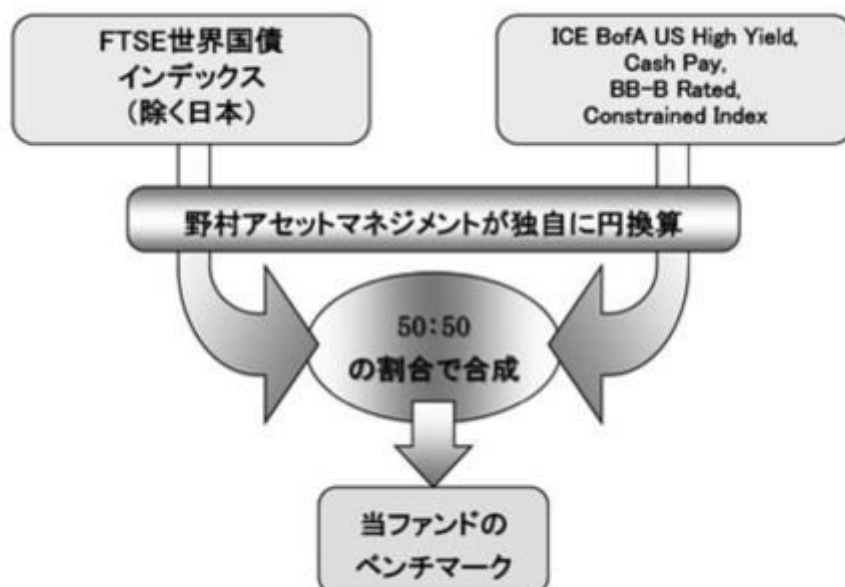 FTSE世界国債
インデックス
（除く日本）
ICE BofA US High Yield,
Cash Pay,
BB-B Rated,
Constrained Index
野村アセットマネジメントが独自に円換算
50：50
の割合で合成
当ファンドの
ベンチマーク